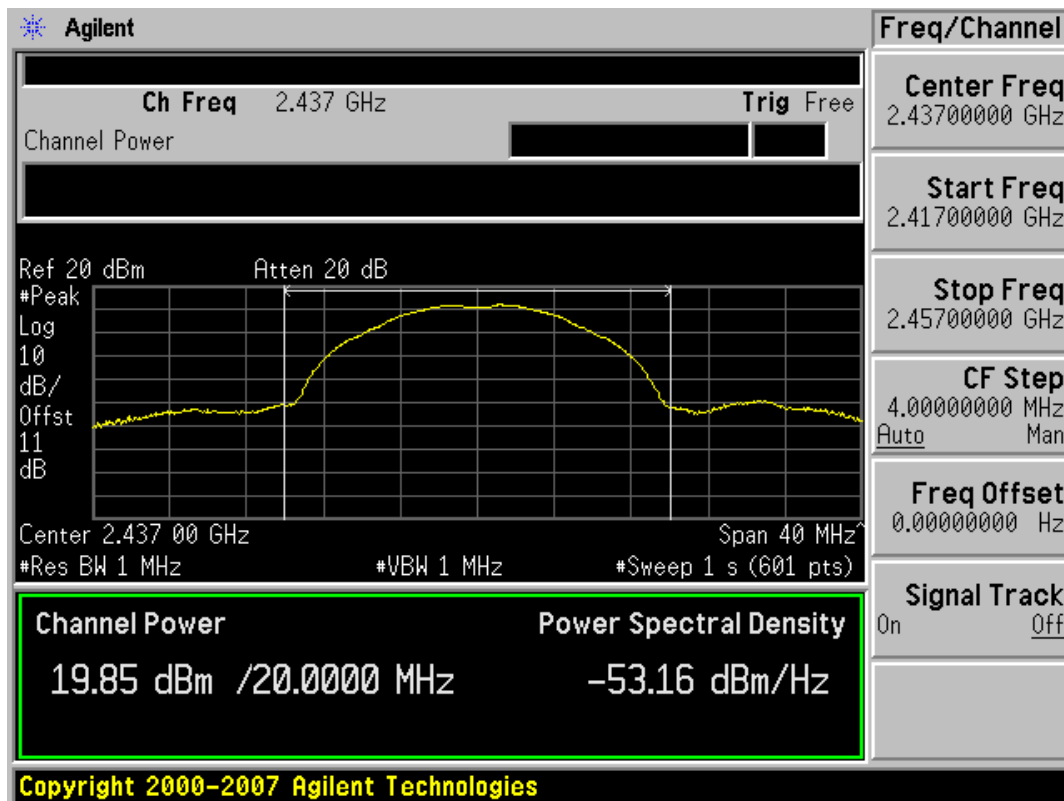 Agilent
Freq/Channel
Ch Freq 2.437 GHz Trig Free
Channel Power
Ref 20 dBm Atten 20 dB
#Peak
Log
10
dB/
Offst
11
dB
Center 2.437 00 GHz Span 40 MHz^
#Res BW 1 MHz #VBW 1 MHz #Sweep 1 s (601 pts)
Channel Power Power Spectral Density
19.85 dBm /20.0000 MHz -53.16 dBm/Hz
Center Freq
2.43700000 GHz
Start Freq
2.41700000 GHz
Stop Freq
2.45700000 GHz
CF Step
4.00000000 MHz
Auto Man
Freq Offset
0.00000000 Hz
Signal Track
On Off
Copyright 2000-2007 Agilent Technologies